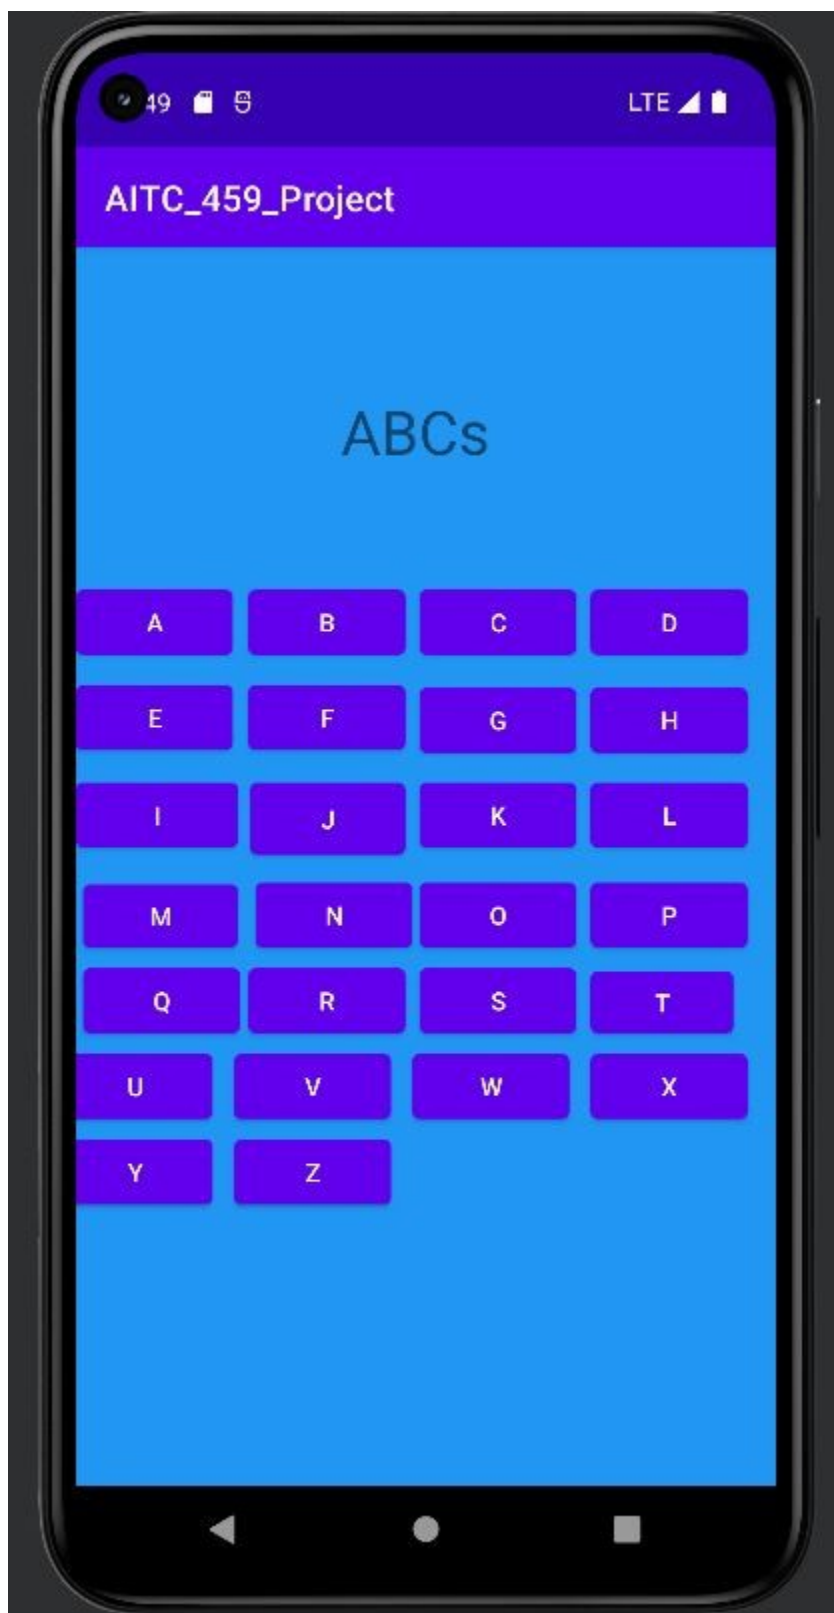 49 LTE
AITC_459_Project
ABCs
A B C D
E F G H
I J K L
M N O P
Q R S T
U V W X
Y Z